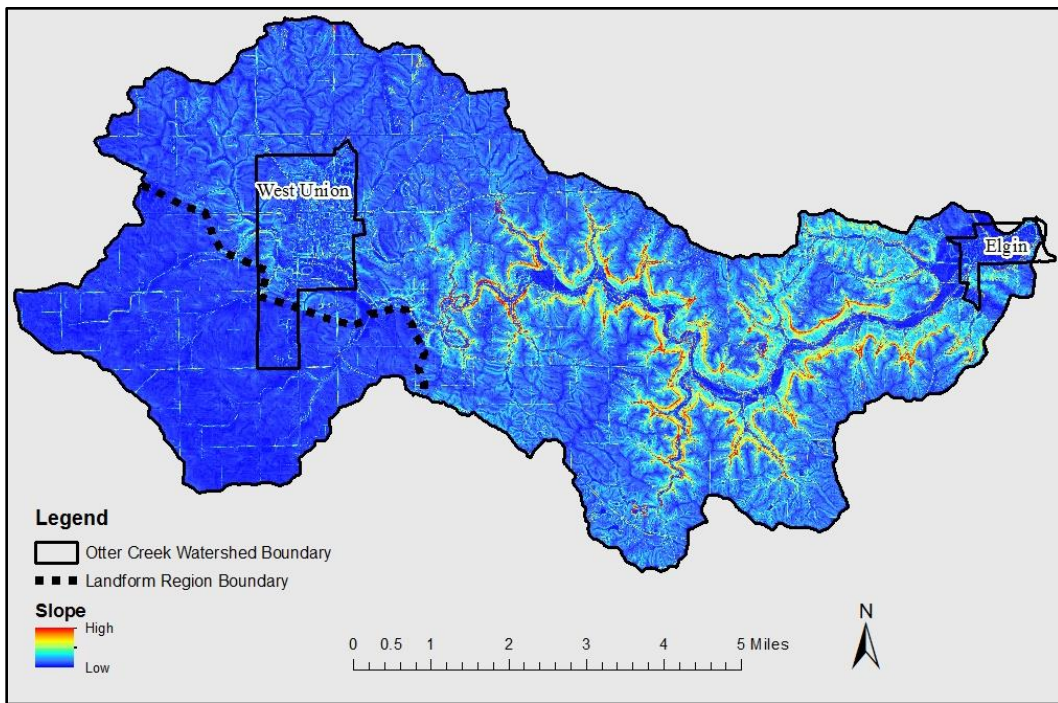 West Union
Elgin
Legend
Otter Creek Watershed Boundary
Landform Region Boundary
Slope
High
Low
N
0 0.5 1 2 3 4 5 Miles